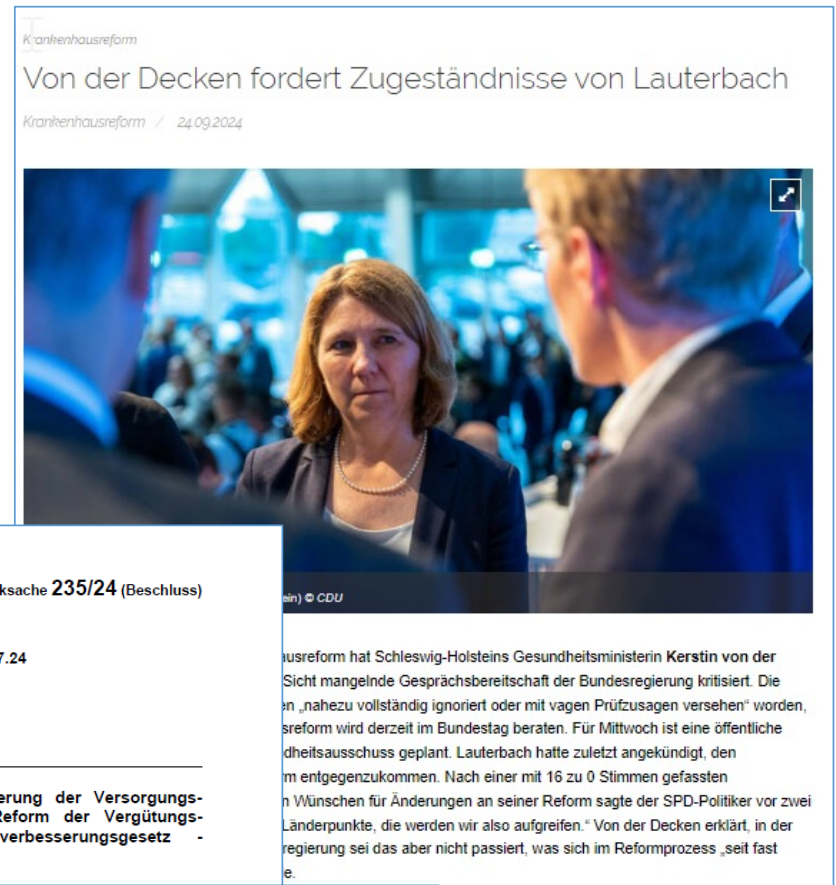 Krankenhausreform
Von der Decken fordert Zugeständnisse von Lauterbach
Krankenhausreform / 24.09.2024
ein) © CDU
ausreform hat Schleswig-Holsteins Gesundheitsministerin Kerstin von der
Sicht mangelnde Gesprächsbereitschaft der Bundesregierung kritisiert. Die
en „nahezu vollständig ignoriert oder mit vagen Prüfzusagen versehen“ worden,
sreform wird derzeit im Bundestag beraten. Für Mittwoch ist eine öffentliche
dheitsausschuss geplant. Lauterbach hatte zuletzt angekündigt, den
rm entgegenzukommen. Nach einer mit 16 zu 0 Stimmen gefassten
n Wünschen für Änderungen an seiner Reform sagte der SPD-Politiker vor zwei
Länderpunkte, die werden wir also aufgreifen.“ Von der Decken erklärt, in der
regierung sei das aber nicht passiert, was sich im Reformprozess „seit fast
e.
ksache 235/24 (Beschluss)
7.24
erung der Versorgungs-
Reform der Vergütungs-
verbesserungsgesetz -